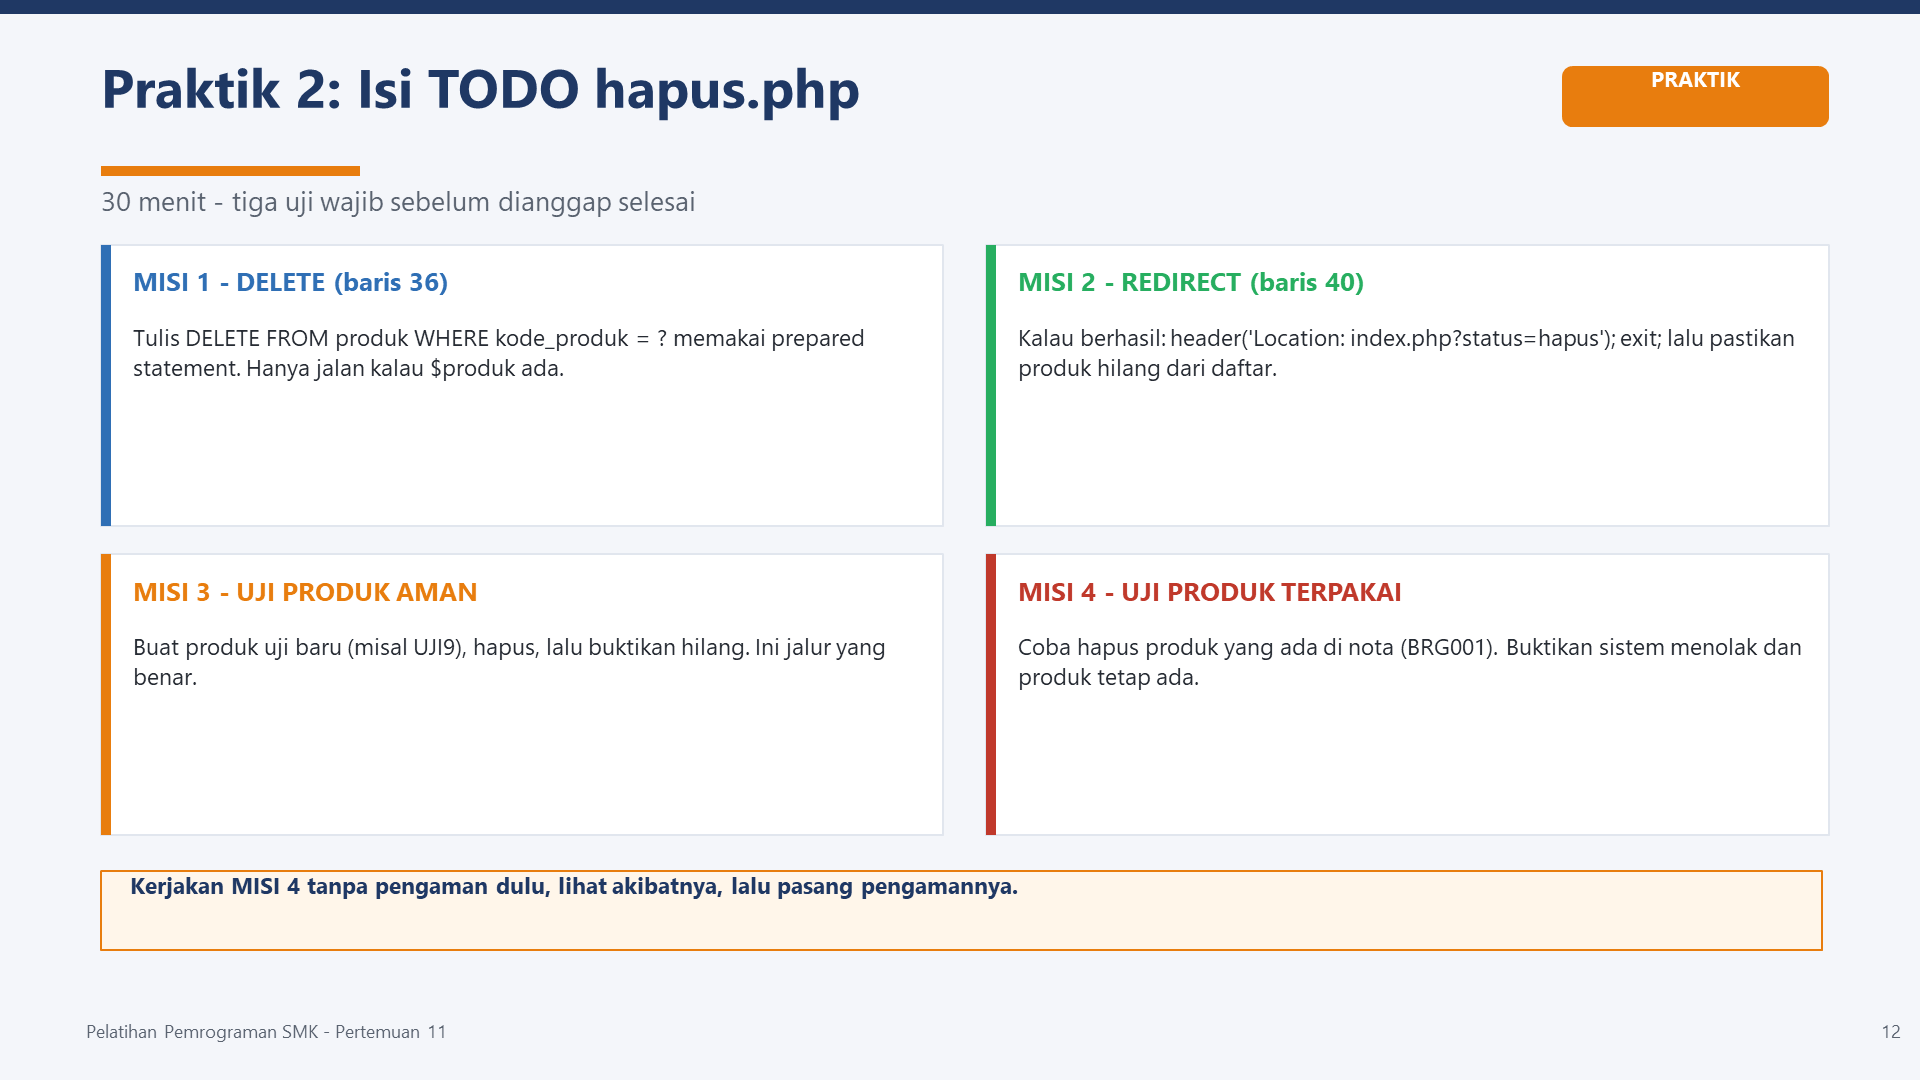 Praktik 2: Isi TODO hapus.php
PRAKTIK
30 menit - tiga uji wajib sebelum dianggap selesai
MISI 1 - DELETE (baris 36)
Tulis DELETE FROM produk WHERE kode_produk = ? memakai prepared
statement. Hanya jalan kalau $produk ada.
MISI 2 - REDIRECT (baris 40)
Kalau berhasil: header('Location: index.php?status=hapus'); exit; lalu pastikan
produk hilang dari daftar.
MISI 3 - UJI PRODUK AMAN
Buat produk uji baru (misal UJI9), hapus, lalu buktikan hilang. Ini jalur yang
benar.
MISI 4 - UJI PRODUK TERPAKAI
Coba hapus produk yang ada di nota (BRG001). Buktikan sistem menolak dan
produk tetap ada.
Kerjakan MISI 4 tanpa pengaman dulu, lihat akibatnya, lalu pasang pengamannya.
Pelatihan Pemrograman SMK - Pertemuan 11
12